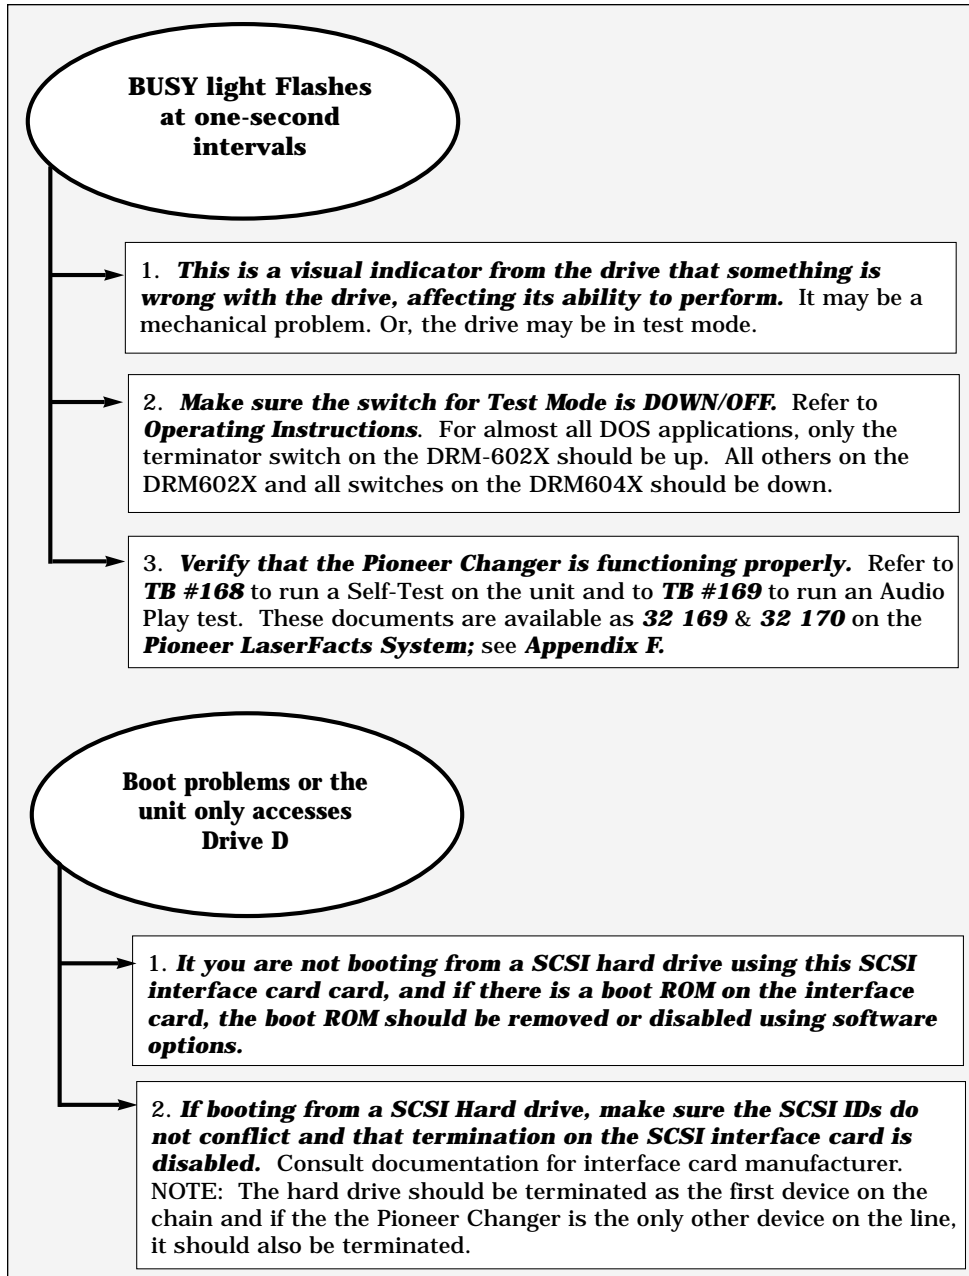 BUSY light Flashes
at one-second
intervals
1. This is a visual indicator from the drive that something is
wrong with the drive, affecting its ability to perform. It may be a
mechanical problem. Or, the drive may be in test mode.
2. Make sure the switch for Test Mode is DOWN/OFF. Refer to
Operating Instructions. For almost all DOS applications, only the
terminator switch on the DRM-602X should be up. All others on the
DRM602X and all switches on the DRM604X should be down.
3. Verify that the Pioneer Changer is functioning properly. Refer to
TB #168 to run a Self-Test on the unit and to TB #169 to run an Audio
Play test. These documents are available as 32 169 & 32 170 on the
Pioneer LaserFacts System; see Appendix F.
Boot problems or the
unit only accesses
Drive D
1. It you are not booting from a SCSI hard drive using this SCSI
interface card card, and if there is a boot ROM on the interface
card, the boot ROM should be removed or disabled using software
options.
2. If booting from a SCSI Hard drive, make sure the SCSI IDs do
not conflict and that termination on the SCSI interface card is
disabled. Consult documentation for interface card manufacturer.
NOTE: The hard drive should be terminated as the first device on the
chain and if the the Pioneer Changer is the only other device on the line,
it should also be terminated.